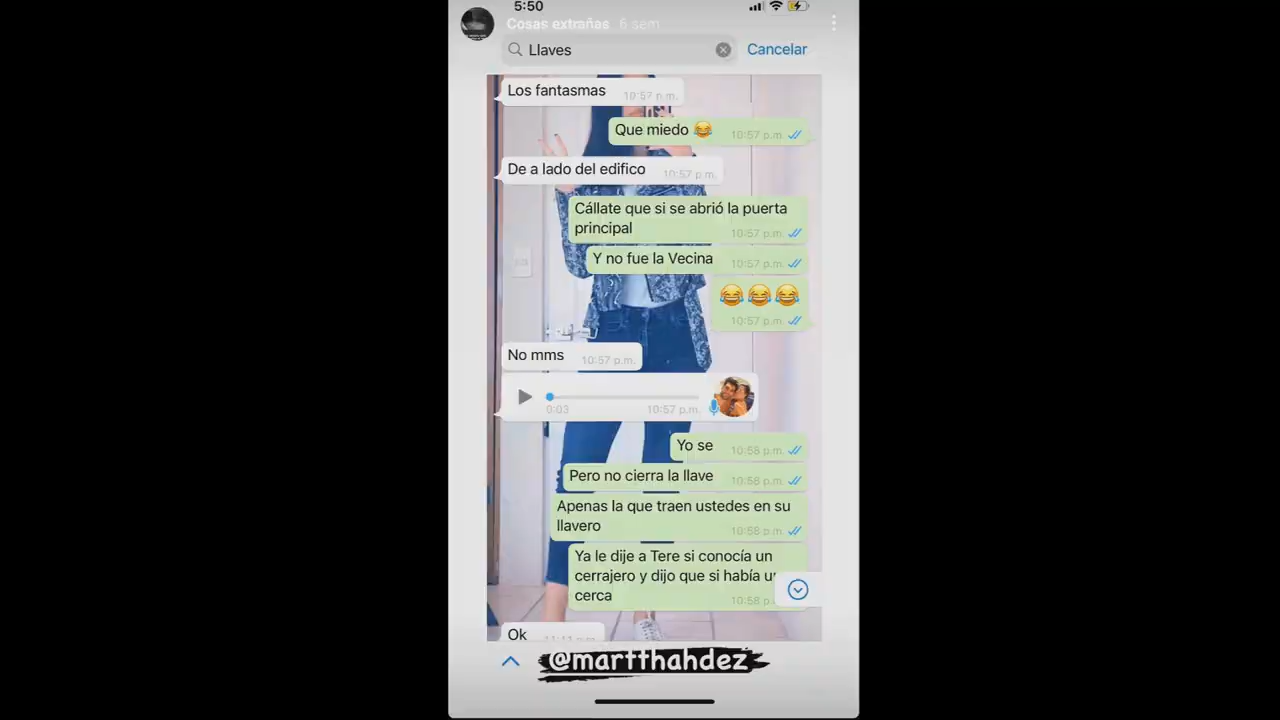 5:50
Cosas extrañas 6 sem
Llaves
Cancelar
Los fantasmas 10:57 p.m.
Que miedo 😂 10:57 p.m.
De a lado del edifico 10:57 p.m.
Cállate que si se abrió la puerta
principal 10:57 p.m.
Y no fue la Vecina 10:57 p.m.
😂😂😂
10:57 p.m.
No mms 10:57 p.m.
0:03 10:57 p.m.
Yo se 10:58 p.m.
Pero no cierra la llave 10:58 p.m.
Apenas la que traen ustedes en su
llavero 10:58 p.m.
Ya le dije a Tere si conocía un
cerrajero y dijo que si había
cerca 10:58 p.
Ok 11:11 p.m.
@martthahdez